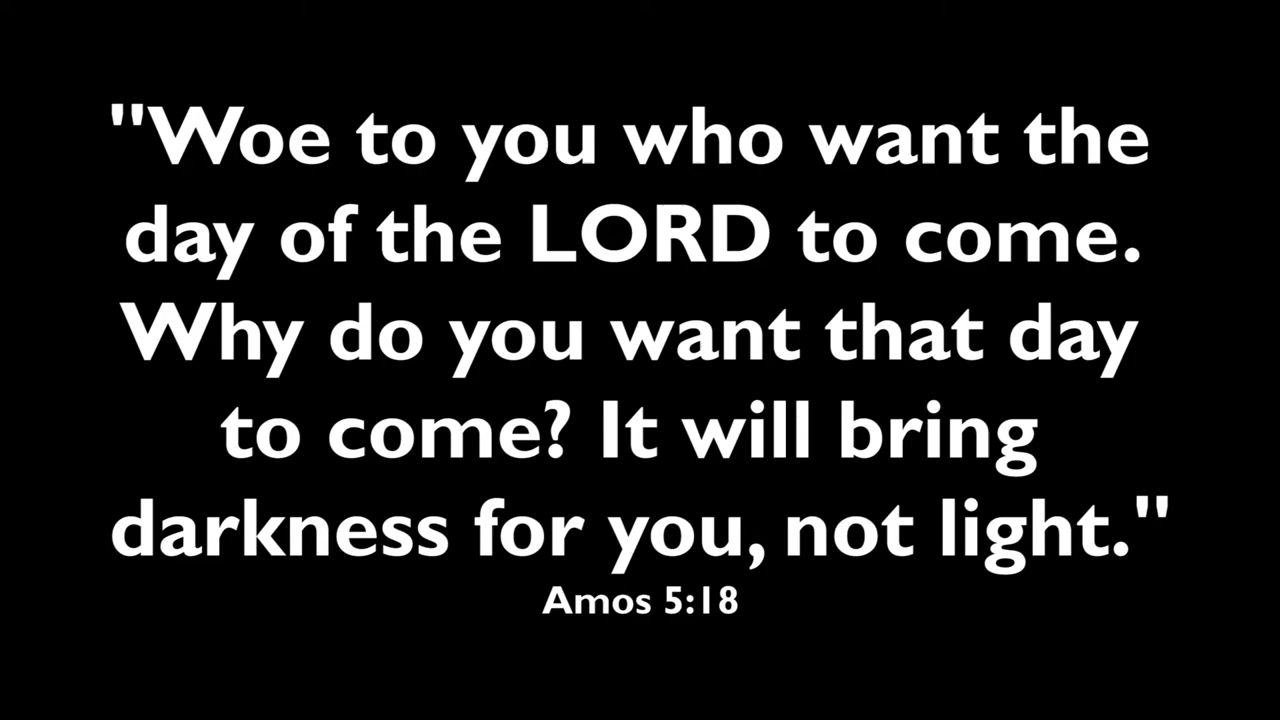 "Woe to you who want the
day of the LORD to come.
Why do you want that day
to come? It will bring
darkness for you, not light."
Amos 5:18